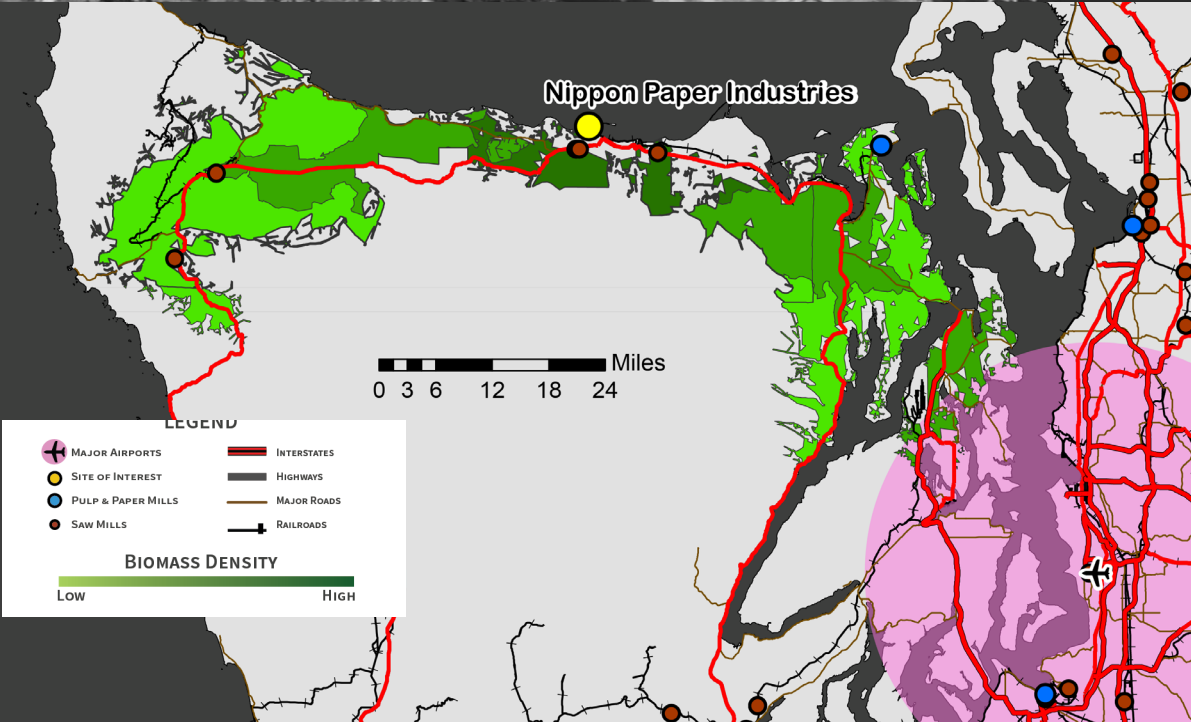 Nippon Paper Industries
Miles
0 3 6 12 18 24
LEGEND
Major Airports
Interstates
Site of Interest
Highways
Pulp & Paper Mills
Major Roads
Saw Mills
Railroads
Biomass Density
Low High